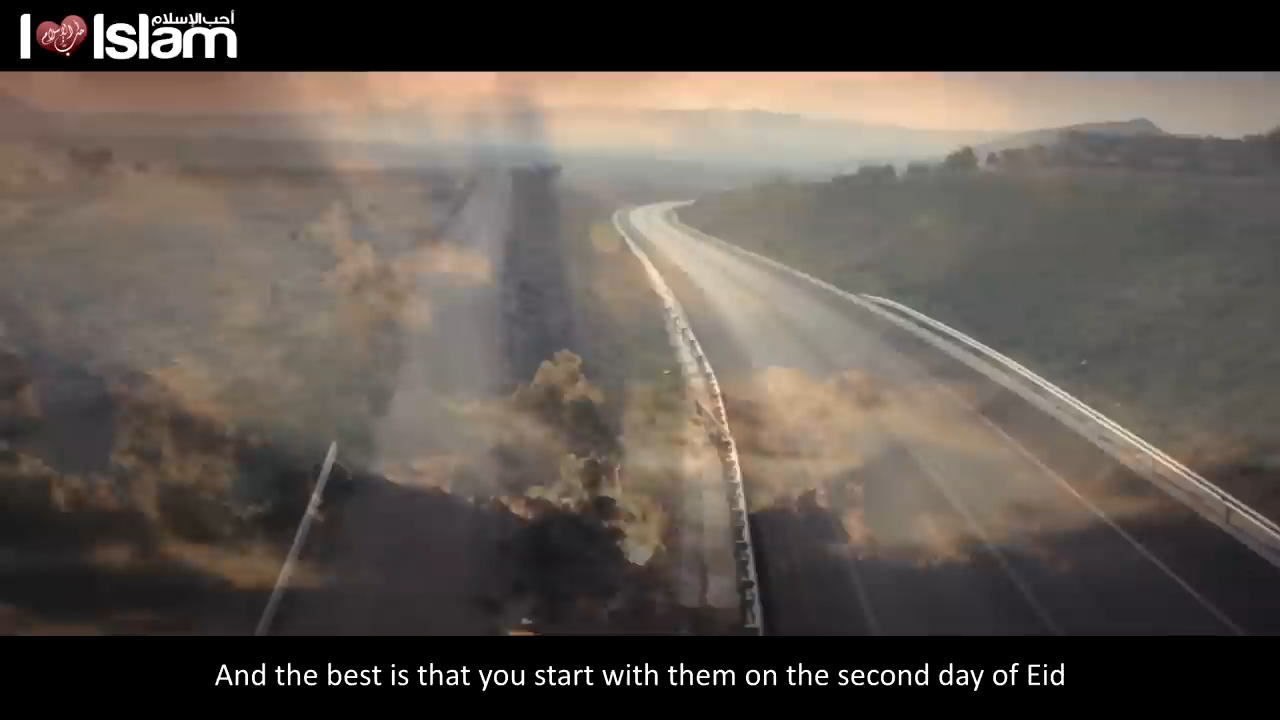 أحب الإسلام
I Islam
And the best is that you start with them on the second day of Eid